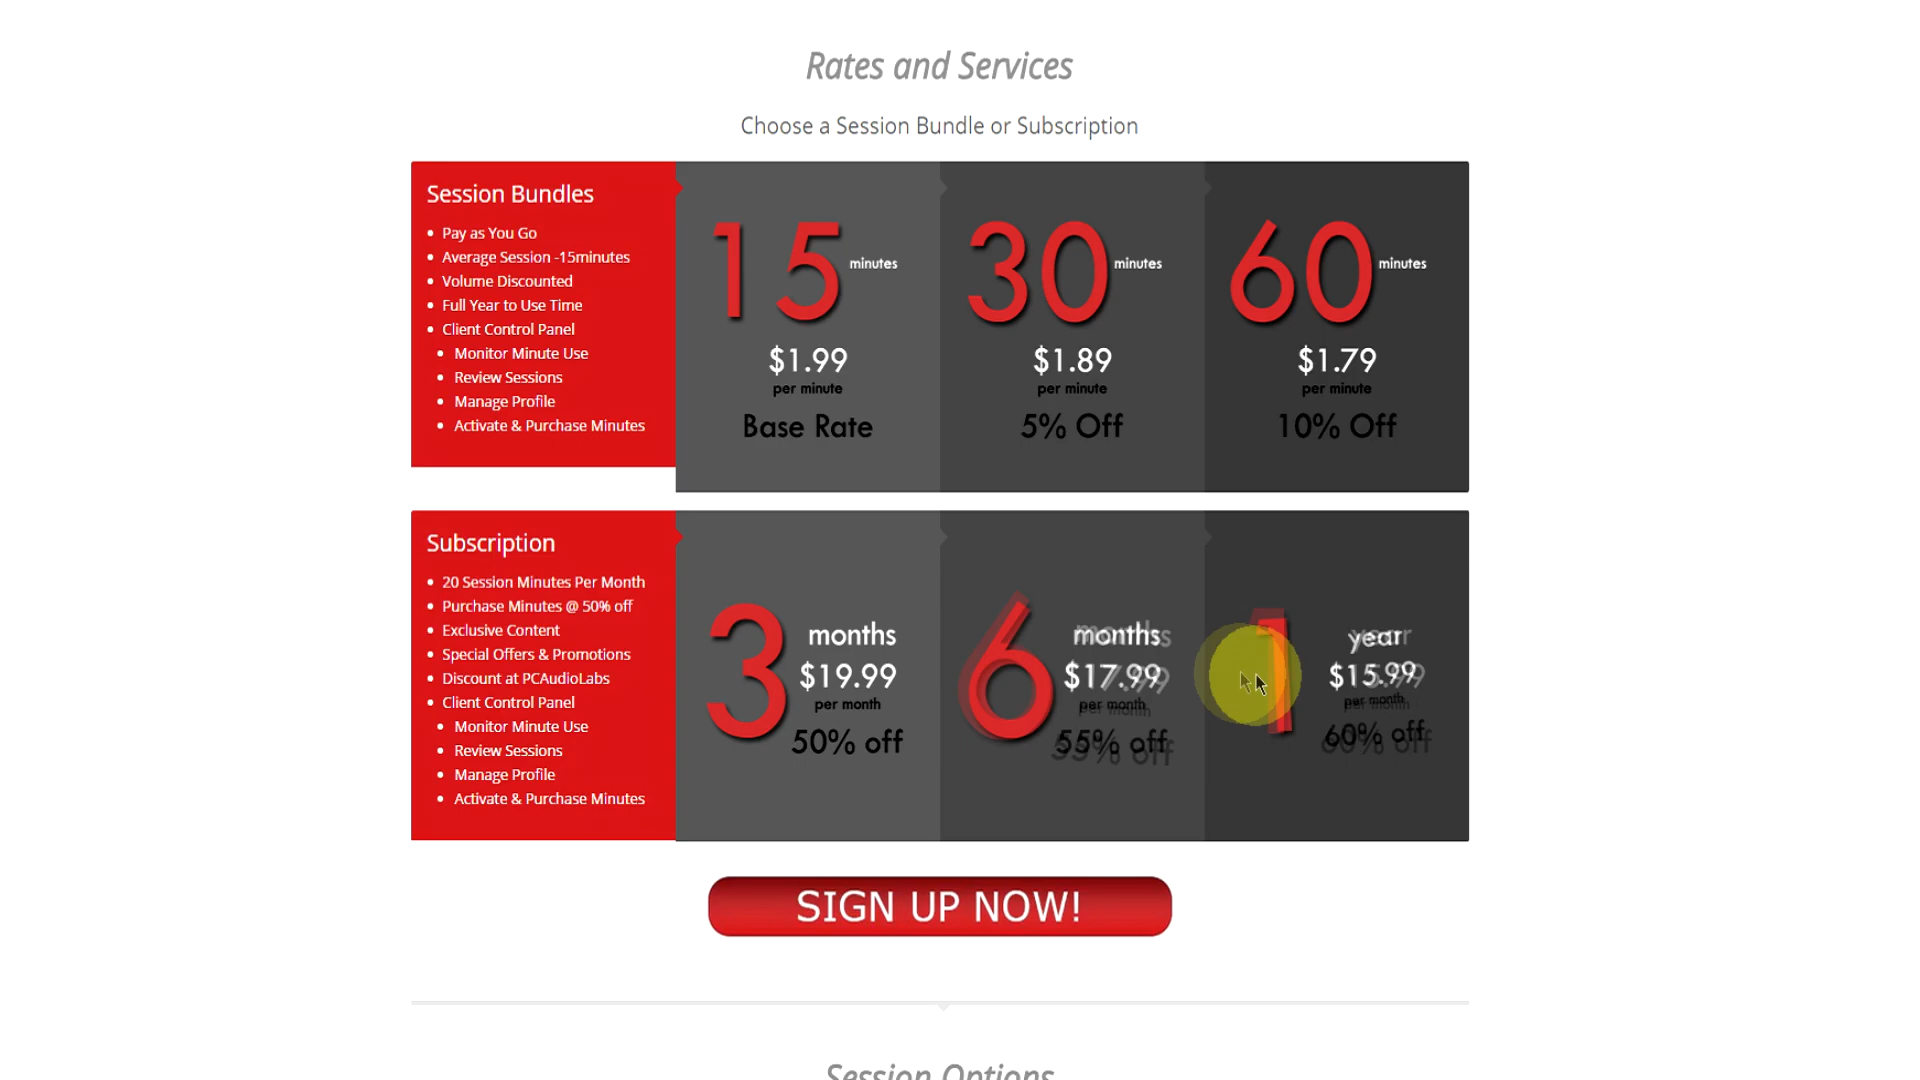 Rates and Services
Choose a Session Bundle or Subscription
Session Bundles
Pay as You Go
Average Session -15minutes
Volume Discounted
Full Year to Use Time
Client Control Panel
Monitor Minute Use
Review Sessions
Manage Profile
Activate & Purchase Minutes
15 minutes
$1.99
per minute
Base Rate
30 minutes
$1.89
per minute
5% Off
60 minutes
$1.79
per minute
10% Off
Subscription
20 Session Minutes Per Month
Purchase Minutes @ 50% off
Exclusive Content
Special Offers & Promotions
Discount at PCAudioLabs
Client Control Panel
Monitor Minute Use
Review Sessions
Manage Profile
Activate & Purchase Minutes
3 months
$19.99
per month
50% off
6 months
$17.99
per month
55% off
1 year
$15.99
per month
60% off
SIGN UP NOW!
Session Options